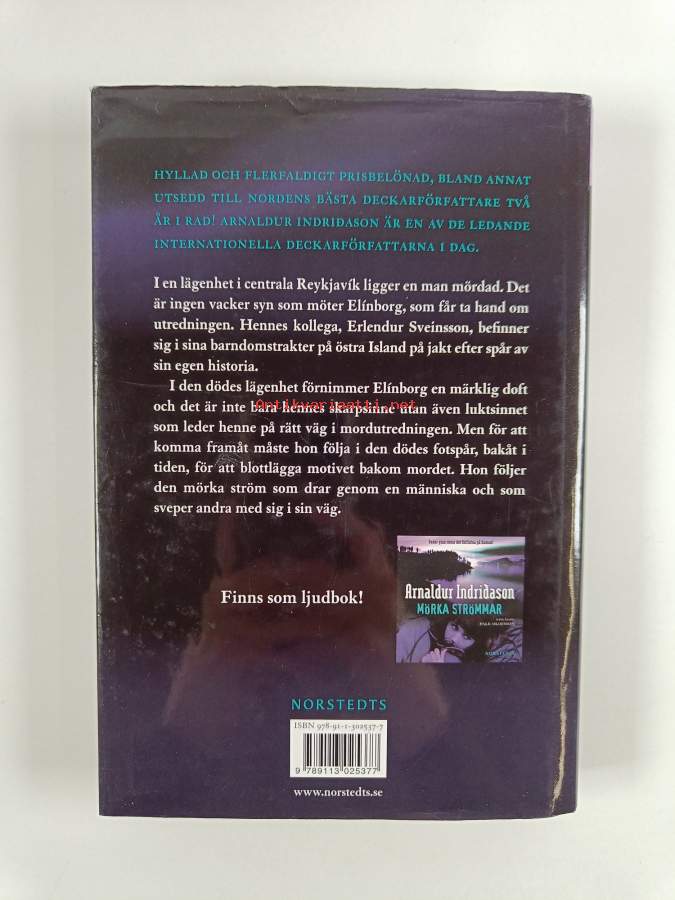 HYLLAD OCH FLERFALDIGT PRISBELÖNAD, BLAND ANNAT
UTSEDD TILL NORDENS BÄSTA DECKARFÖRFATTARE TVÅ
ÅR I RAD! ARNALDUR INDRIÐASON ÄR EN AV DE LEDANDE
INTERNATIONELLA DECKARFÖRFATTARNA I DAG.
I en lägenhet i centrala Reykjavík ligger en man mördad. Det
är ingen vacker syn som möter Elínborg, som får ta hand om
utredningen. Hennes kollega, Erlendur Sveinsson, befinner
sig i sina barndomstrakter på östra Island på jakt efter spår av
sin egen historia.
I den dödes lägenhet förnimmer Elínborg en märklig doft
och det är inte bara hennes skarpsinne utan även luktsinnet
Antikvariaatti.net
som leder henne på rätt väg i mordutredningen. Men för att
komma framåt måste hon följa i den dödes fotspår, bakåt i
tiden, för att blottlägga motivet bakom mordet. Hon följer
den mörka ström som drar genom en människa och som
sveper andra med sig i sin väg.
Finns som ljudbok!
Arnaldur Indriðason
MÖRKA STRÖMMAR
NORSTEDTS
NORSTEDTS
ISBN 978-91-1-302537-7
9 789113 025377
www.norstedts.se